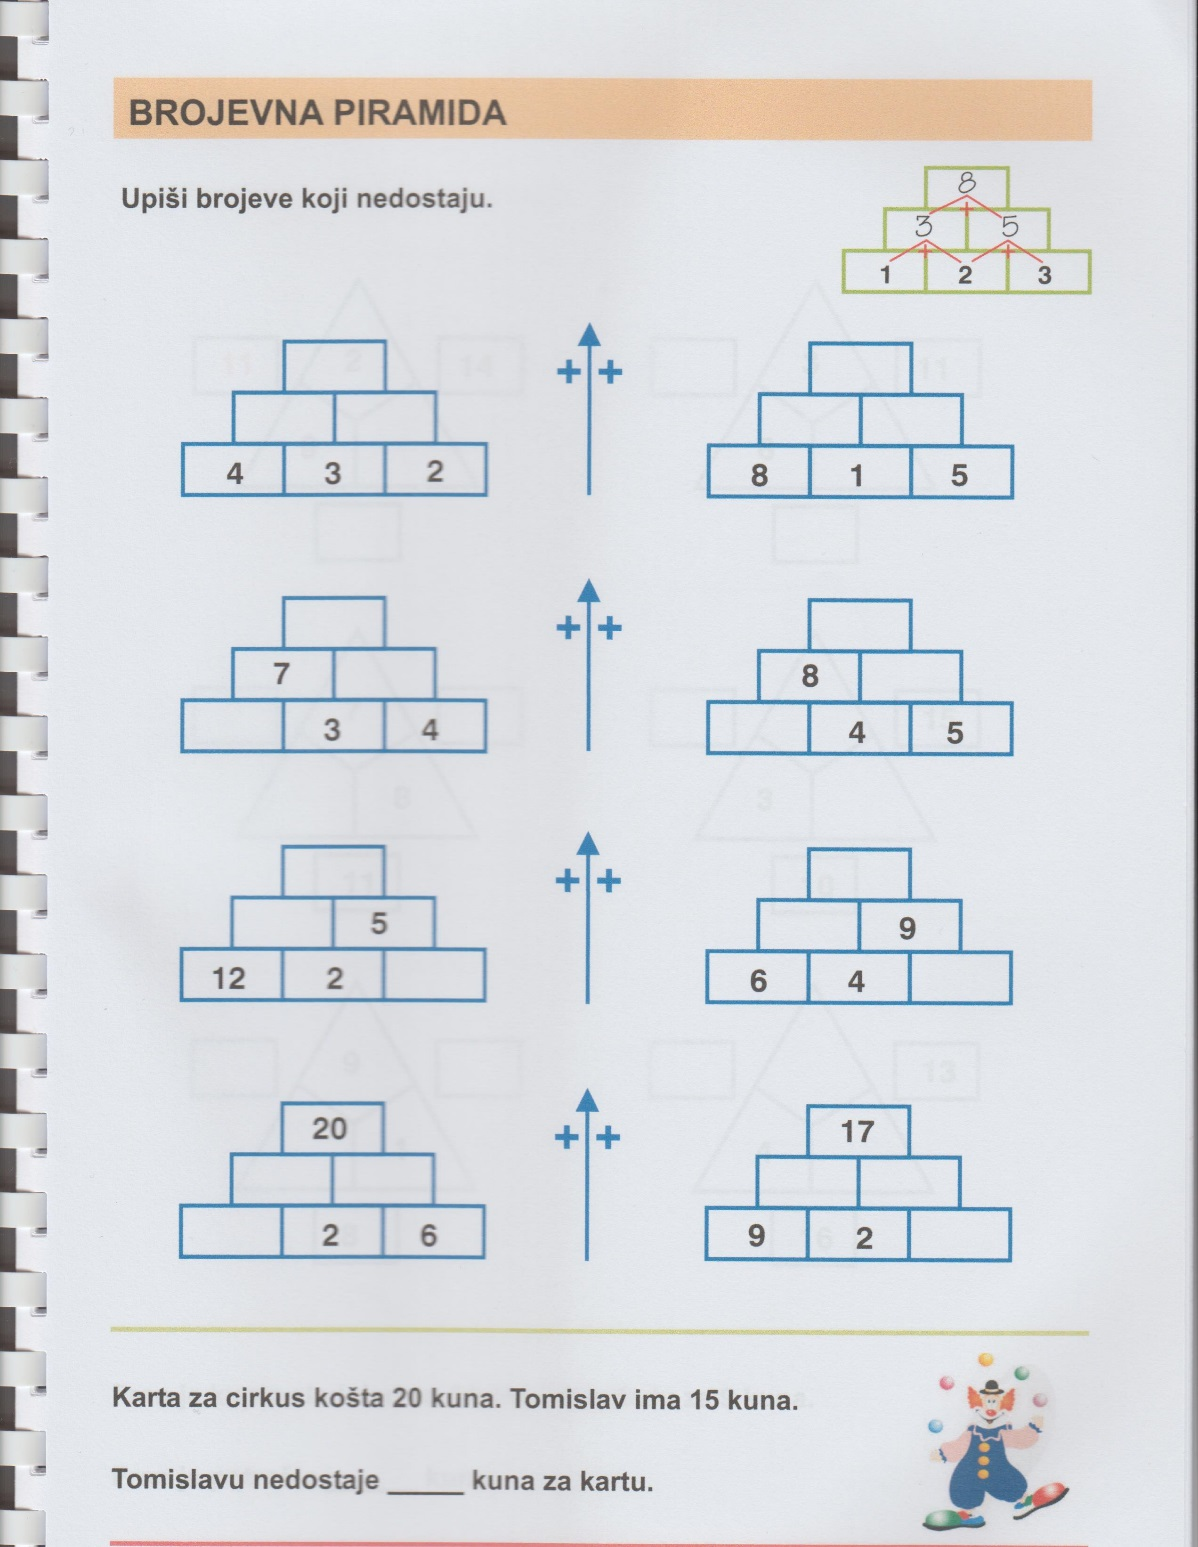 BROJEVNA PIRAMIDA
Upiši brojeve koji nedostaju.
8
3 5
1 2 3
+ +
4 3 2
8 1 5
+ +
7
3 4
8
4 5
+ +
5
12 2
9
6 4
+ +
20
2 6
17
9 2
Karta za cirkus košta 20 kuna. Tomislav ima 15 kuna.
Tomislavu nedostaje _____ kuna za kartu.